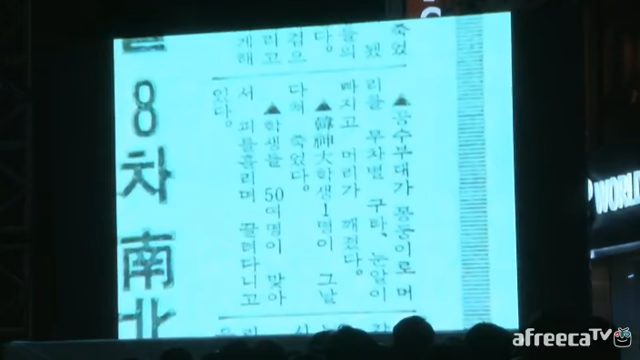 죽었
들의
다.
검으
리고
게해
▲공수부대가 몽둥이로 머
리를 무차별 구타, 눈알이
빠지고 머리가 깨졌다.
▲韓神大학생1명이 그날
다쳐 죽었다.
▲학생들 50여명이 맞아
서 피를흘리며 끌려다니고
있다.
8차 南北
WORLD
afreecaTV